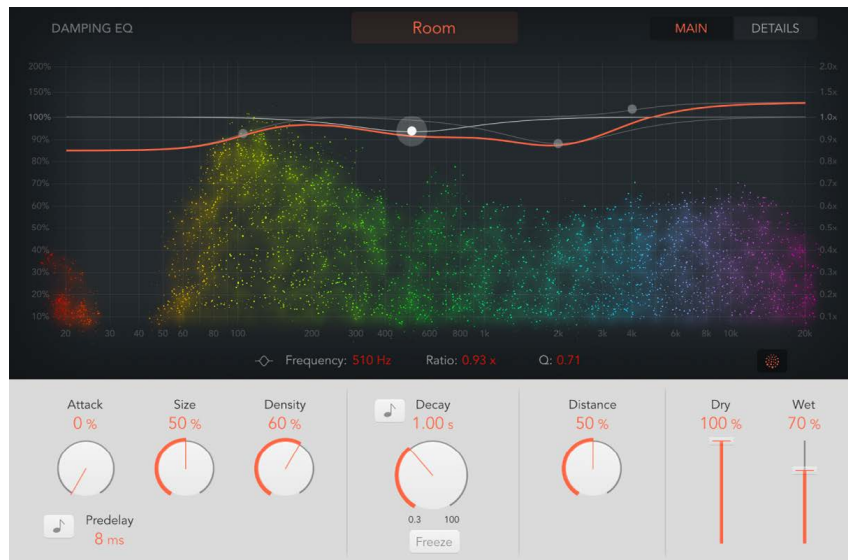 DAMPING EQ Room MAIN DETAILS
200% 2.0x
150% 1.5x
100% 1.0x
90% 0.9x
80% 0.8x
70% 0.7x
60% 0.6x
50% 0.5x
40% 0.4x
30% 0.3x
20% 0.2x
10% 0.1x
20 30 40 50 60 80 100 200 300 400 600 800 1k 2k 3k 4k 6k 8k 10k 20k
Frequency: 510 Hz Ratio: 0.93 x Q: 0.71
Attack Size Density Decay Distance Dry Wet
0 % 50 % 60 % 1.00 s 50 % 100 % 70 %
0.3 100
Predelay
8 ms
Freeze